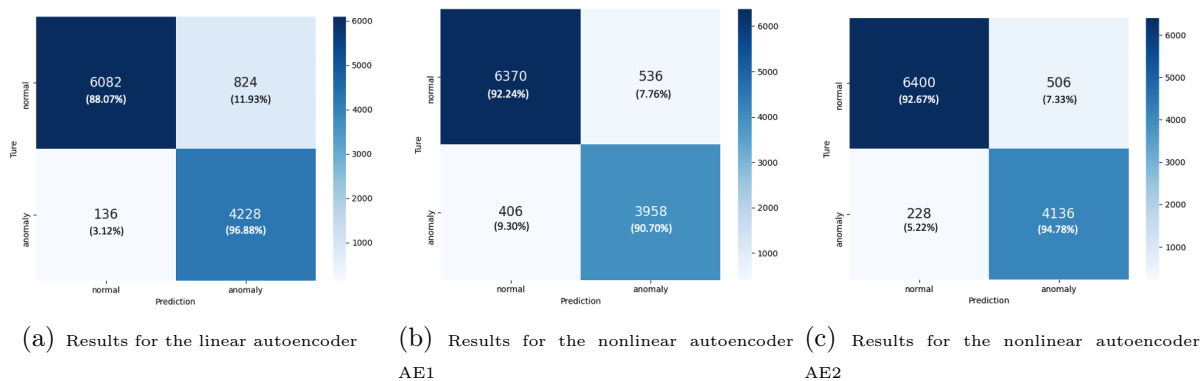 6082
(88.07%)
824
(11.93%)
136
(3.12%)
4228
(96.88%)
normal
anomaly
Ture
normal
anomaly
Prediction
6000
5000
4000
3000
2000
1000
(a) Results for the linear autoencoder
6370
(92.24%)
536
(7.76%)
406
(9.30%)
3958
(90.70%)
normal
anomaly
Ture
normal
anomaly
Prediction
6000
5000
4000
3000
2000
1000
(b) Results for the nonlinear autoencoder
AE1
6400
(92.67%)
506
(7.33%)
228
(5.22%)
4136
(94.78%)
normal
anomaly
Ture
normal
anomaly
Prediction
6000
5000
4000
3000
2000
1000
(c) Results for the nonlinear autoencoder
AE2